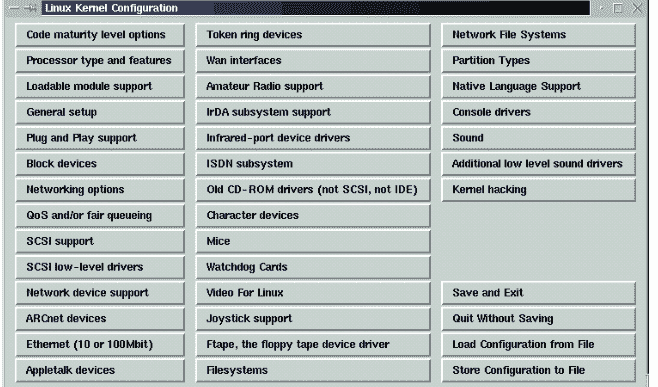 Linux Kernel Configuration
Code maturity level options
Processor type and features
Loadable module support
General setup
Plug and Play support
Block devices
Networking options
QoS and/or fair queueing
SCSI support
SCSI low-level drivers
Network device support
ARCnet devices
Ethernet (10 or 100Mbit)
Appletalk devices
Token ring devices
Wan interfaces
Amateur Radio support
IrDA subsystem support
Infrared-port device drivers
ISDN subsystem
Old CD-ROM drivers (not SCSI, not IDE)
Character devices
Mice
Watchdog Cards
Video For Linux
Joystick support
Ftape, the floppy tape device driver
Filesystems
Network File Systems
Partition Types
Native Language Support
Console drivers
Sound
Additional low level sound drivers
Kernel hacking
Save and Exit
Quit Without Saving
Load Configuration from File
Store Configuration to File